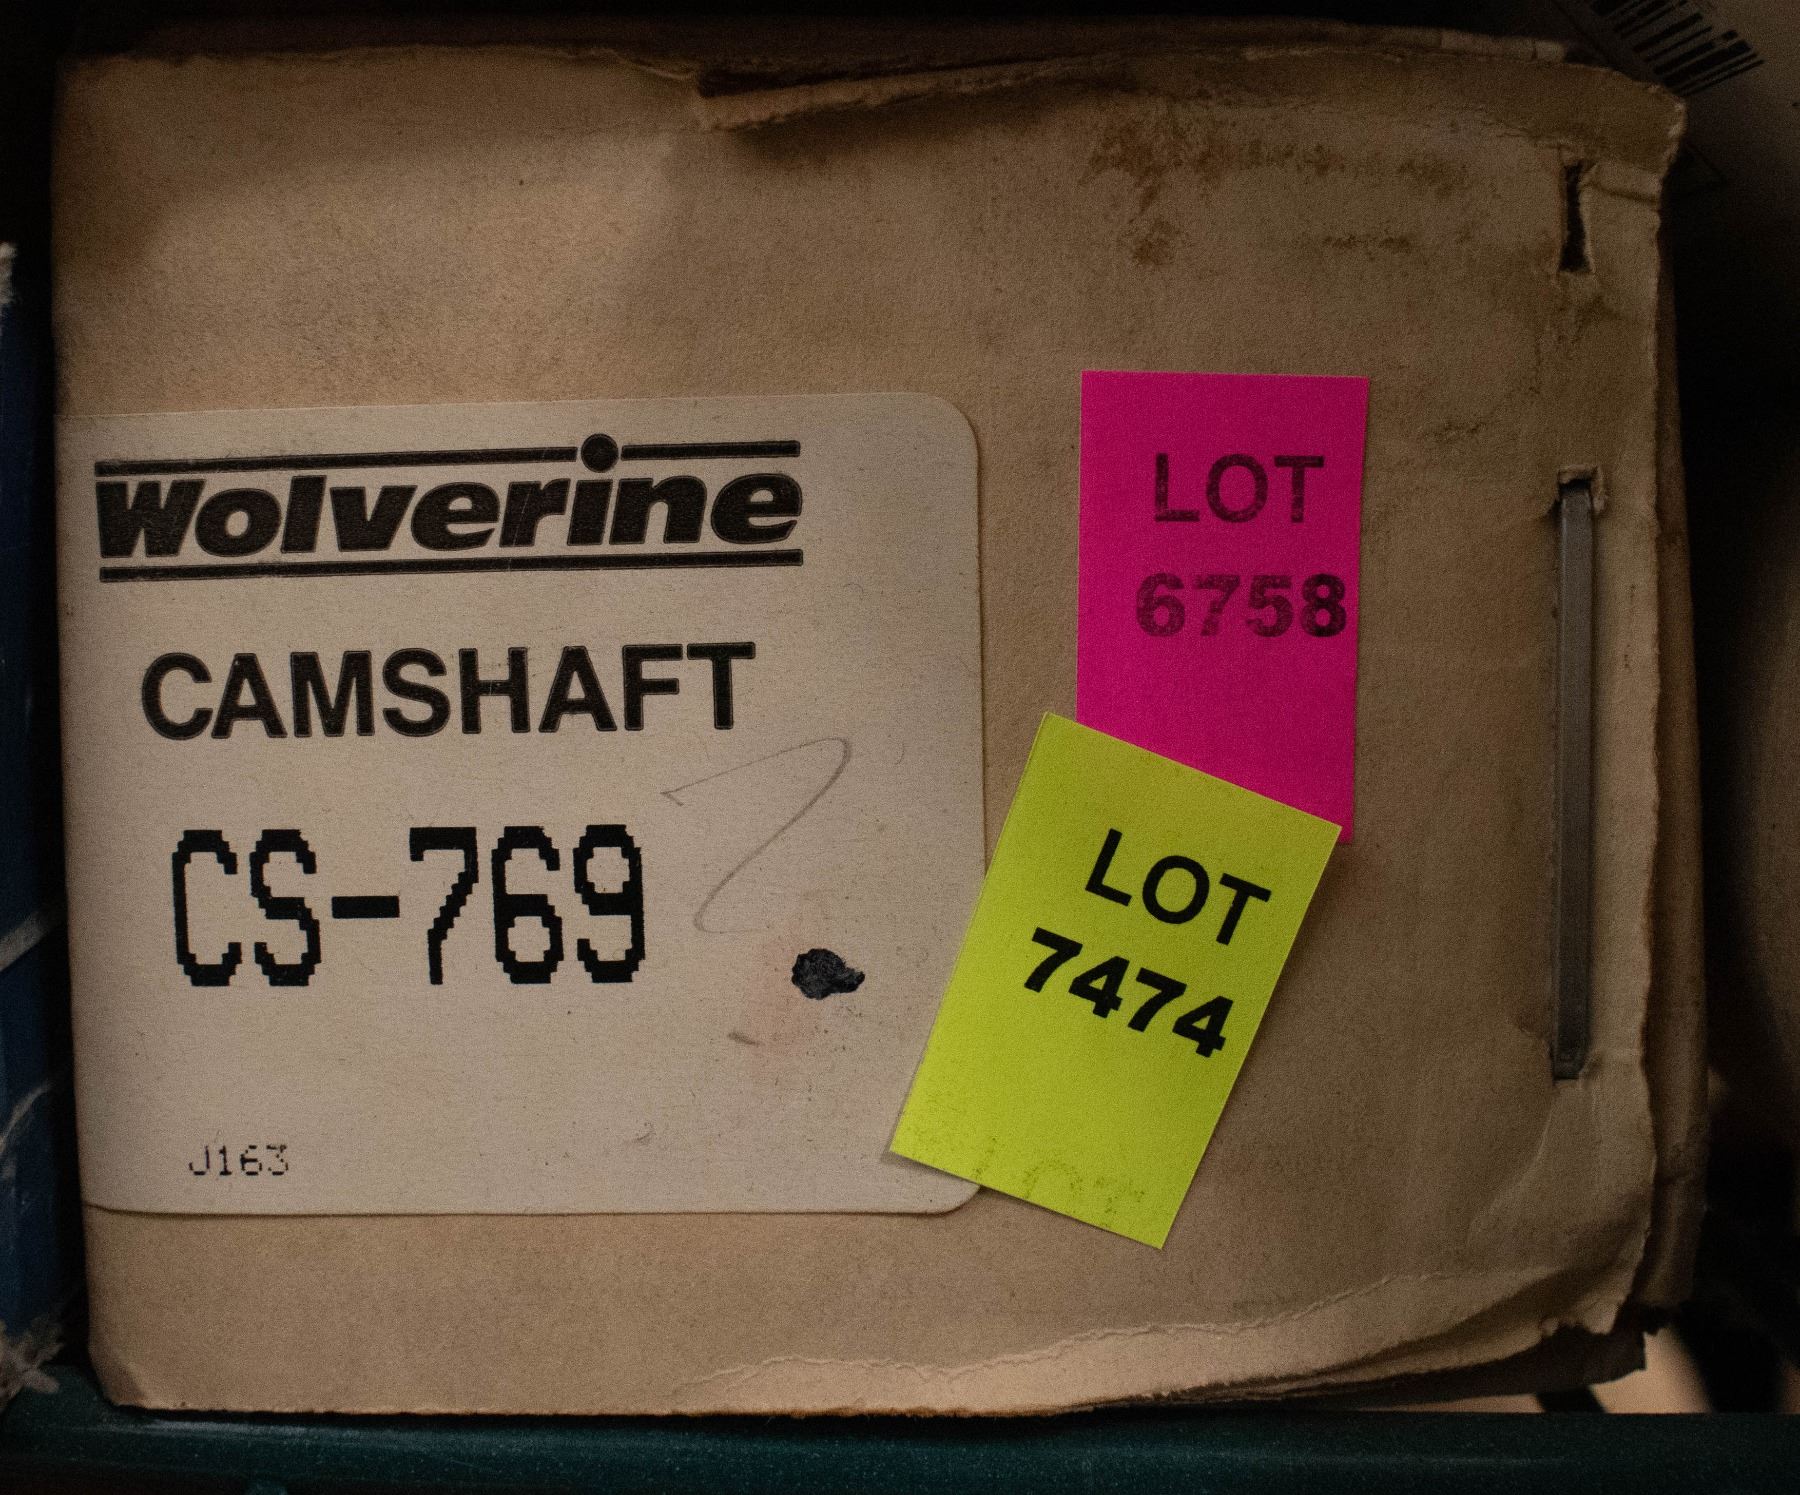 Wolverine
CAMSHAFT
CS-769
J163
LOT
6758
LOT
7474